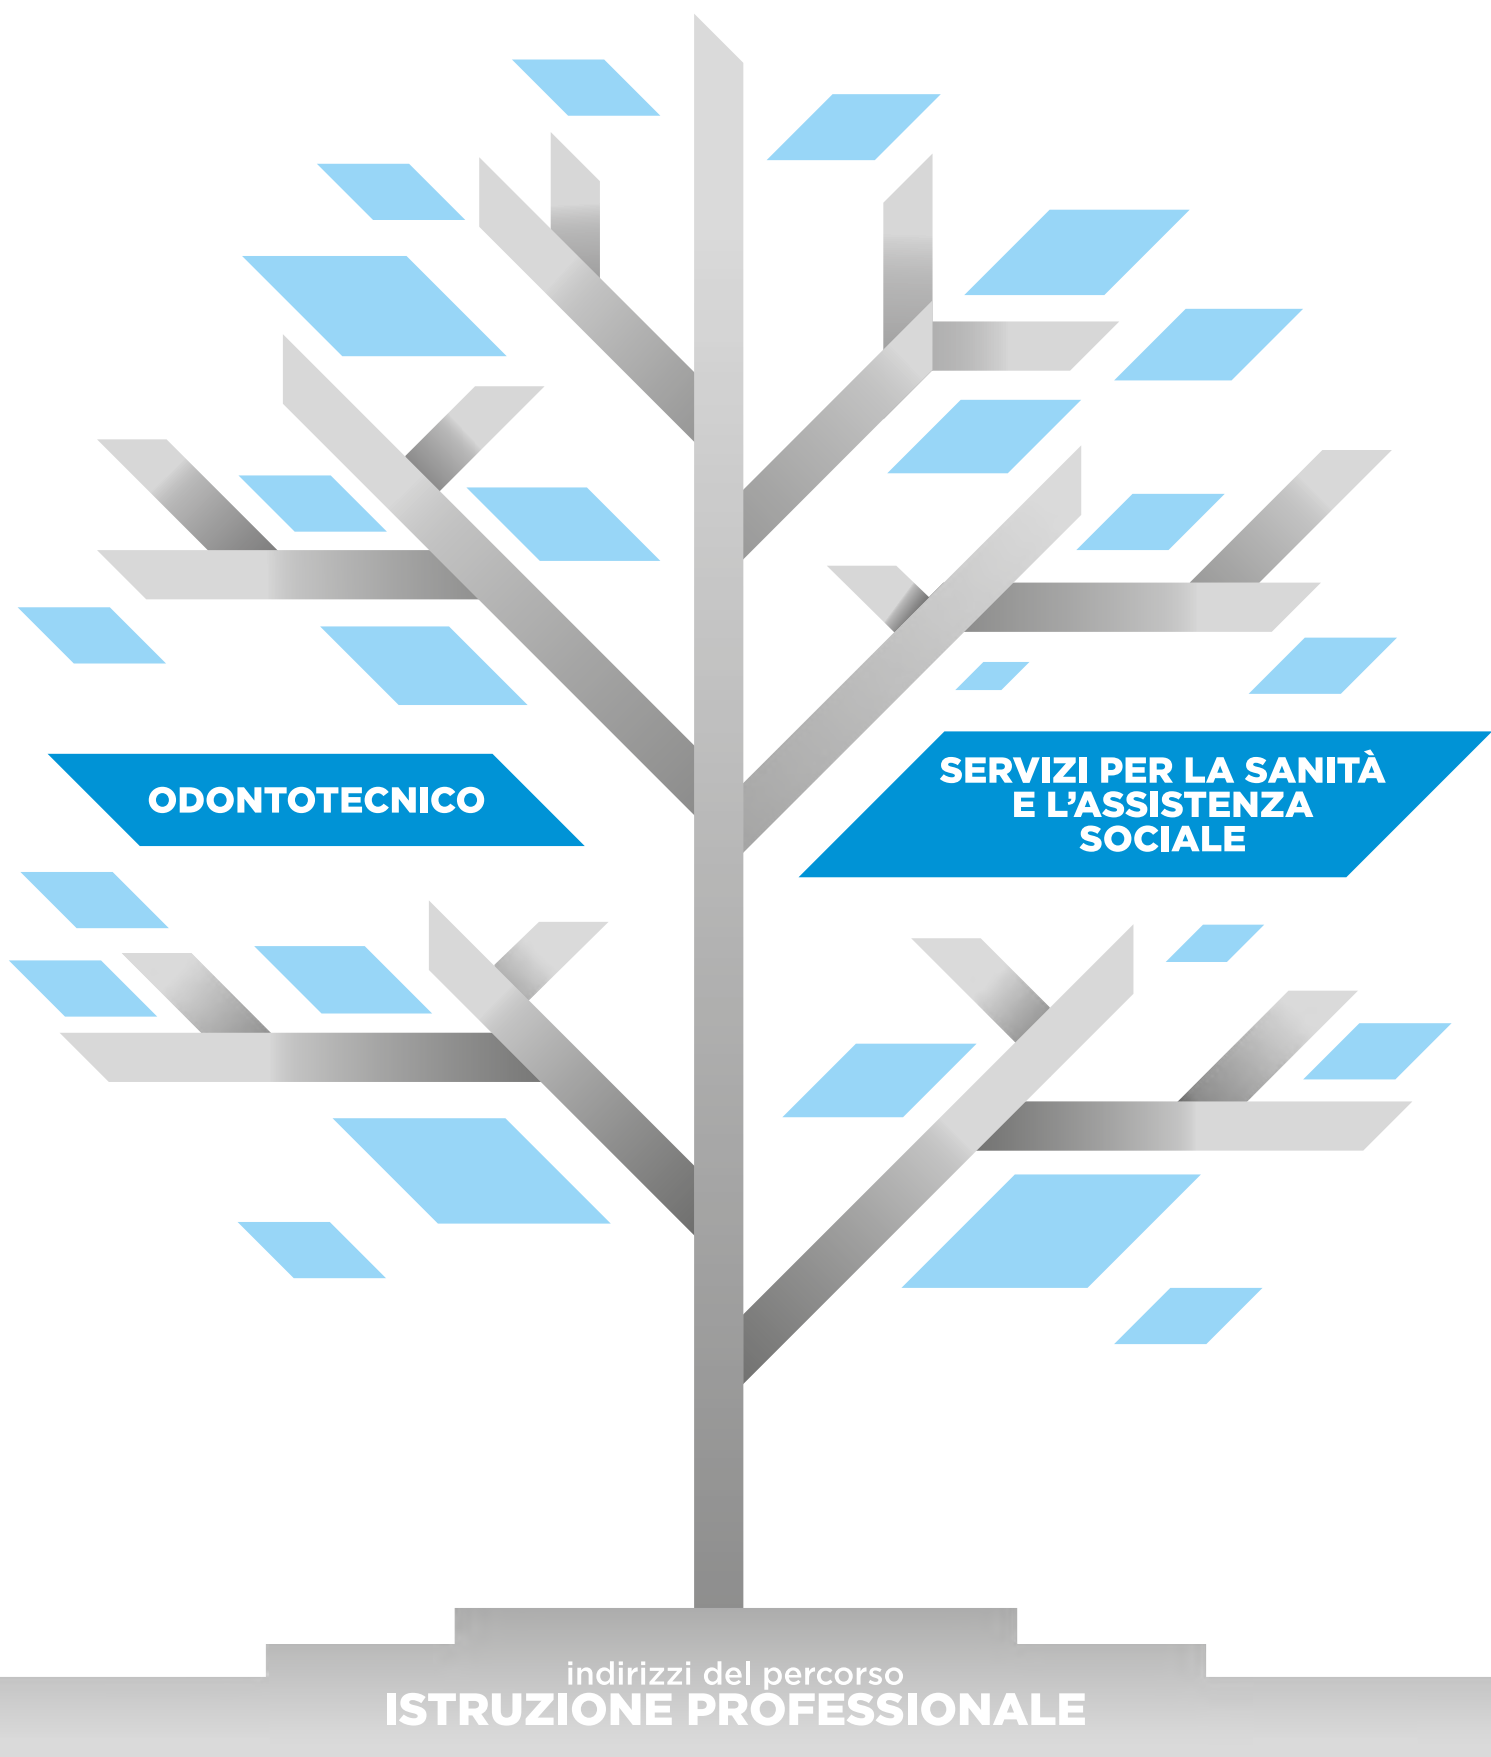 ODONTOTECNICO
SERVIZI PER LA SANITÀ
E L'ASSISTENZA
SOCIALE
indirizzi del percorso
ISTRUZIONE PROFESSIONALE